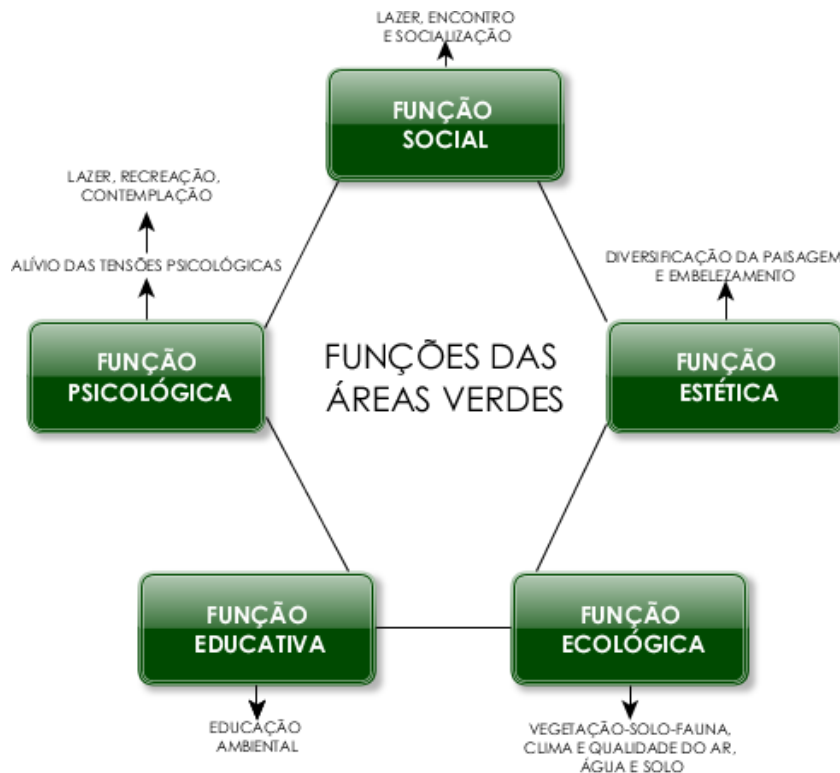 LAZER, ENCONTRO
E SOCIALIZAÇÃO
FUNÇÃO
SOCIAL
LAZER, RECREAÇÃO,
CONTEMPLAÇÃO
ALÍVIO DAS TENSÕES PSICOLÓGICAS
FUNÇÃO
PSICOLÓGICA
FUNÇÕES DAS
ÁREAS VERDES
DIVERSIFICAÇÃO DA PAISAGEM
E EMBELEZAMENTO
FUNÇÃO
ESTÉTICA
FUNÇÃO
EDUCATIVA
EDUCAÇÃO
AMBIENTAL
FUNÇÃO
ECOLÓGICA
VEGETAÇÃO-SOLO-FAUNA,
CLIMA E QUALIDADE DO AR,
ÁGUA E SOLO